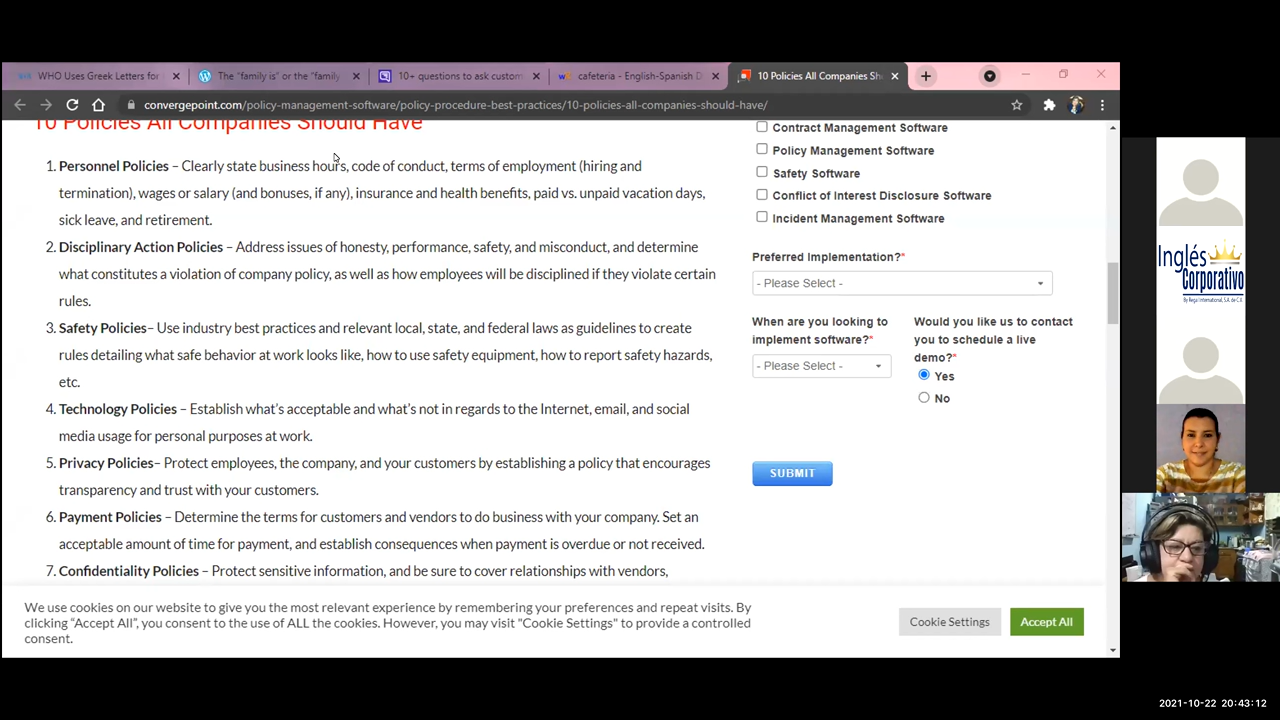 WHO Uses Greek Letters for
The "family is" or the "family
10+ questions to ask custom
cafeteria - English-Spanish D
10 Policies All Companies Sh
convergepoint.com/policy-management-software/policy-procedure-best-practices/10-policies-all-companies-should-have/
10 Policies All Companies Should Have
1. Personnel Policies – Clearly state business hours, code of conduct, terms of employment (hiring and
termination), wages or salary (and bonuses, if any), insurance and health benefits, paid vs. unpaid vacation days,
sick leave, and retirement.
2. Disciplinary Action Policies – Address issues of honesty, performance, safety, and misconduct, and determine
what constitutes a violation of company policy, as well as how employees will be disciplined if they violate certain
rules.
3. Safety Policies– Use industry best practices and relevant local, state, and federal laws as guidelines to create
rules detailing what safe behavior at work looks like, how to use safety equipment, how to report safety hazards,
etc.
4. Technology Policies – Establish what's acceptable and what's not in regards to the Internet, email, and social
media usage for personal purposes at work.
5. Privacy Policies– Protect employees, the company, and your customers by establishing a policy that encourages
transparency and trust with your customers.
6. Payment Policies – Determine the terms for customers and vendors to do business with your company. Set an
acceptable amount of time for payment, and establish consequences when payment is overdue or not received.
7. Confidentiality Policies – Protect sensitive information, and be sure to cover relationships with vendors,
Contract Management Software
Policy Management Software
Safety Software
Conflict of Interest Disclosure Software
Incident Management Software
Preferred Implementation?*
- Please Select -
When are you looking to
implement software?*
- Please Select -
Would you like us to contact
you to schedule a live
demo?*
Yes
No
SUBMIT
We use cookies on our website to give you the most relevant experience by remembering your preferences and repeat visits. By
clicking "Accept All", you consent to the use of ALL the cookies. However, you may visit "Cookie Settings" to provide a controlled
consent.
Cookie Settings
Accept All
Inglés
Corporativo
By Rega International, S.A. de C.V.
2021-10-22 20:43:12